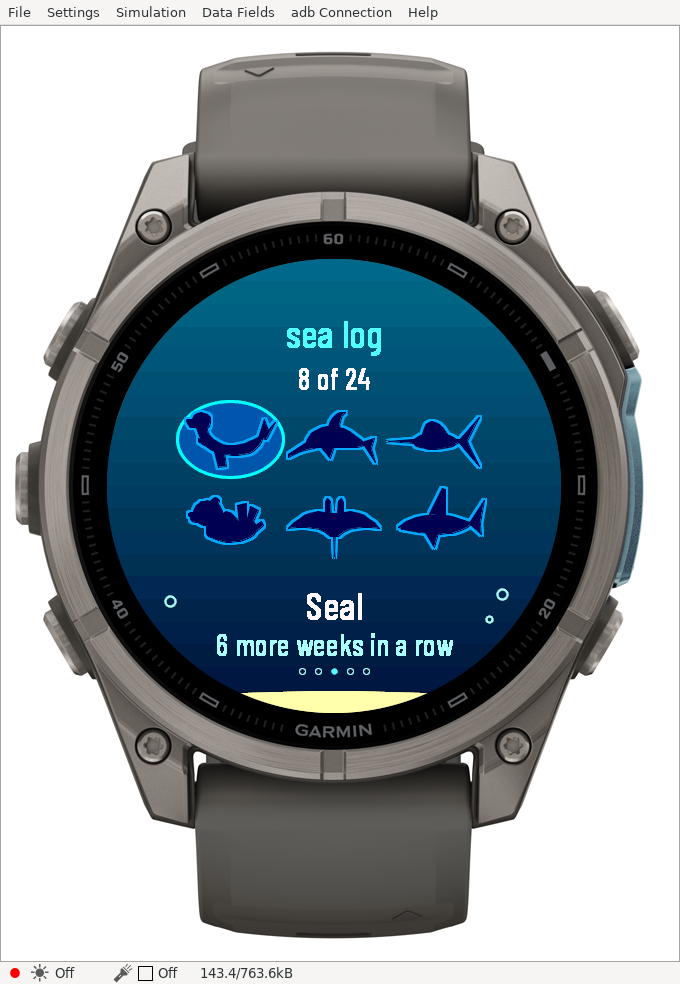 File Settings Simulation Data Fields adb Connection Help
60
50
sea log
8 of 24
Seal
6 more weeks in a row
40
20
GARMIN
Off Off 143.4/763.6kB